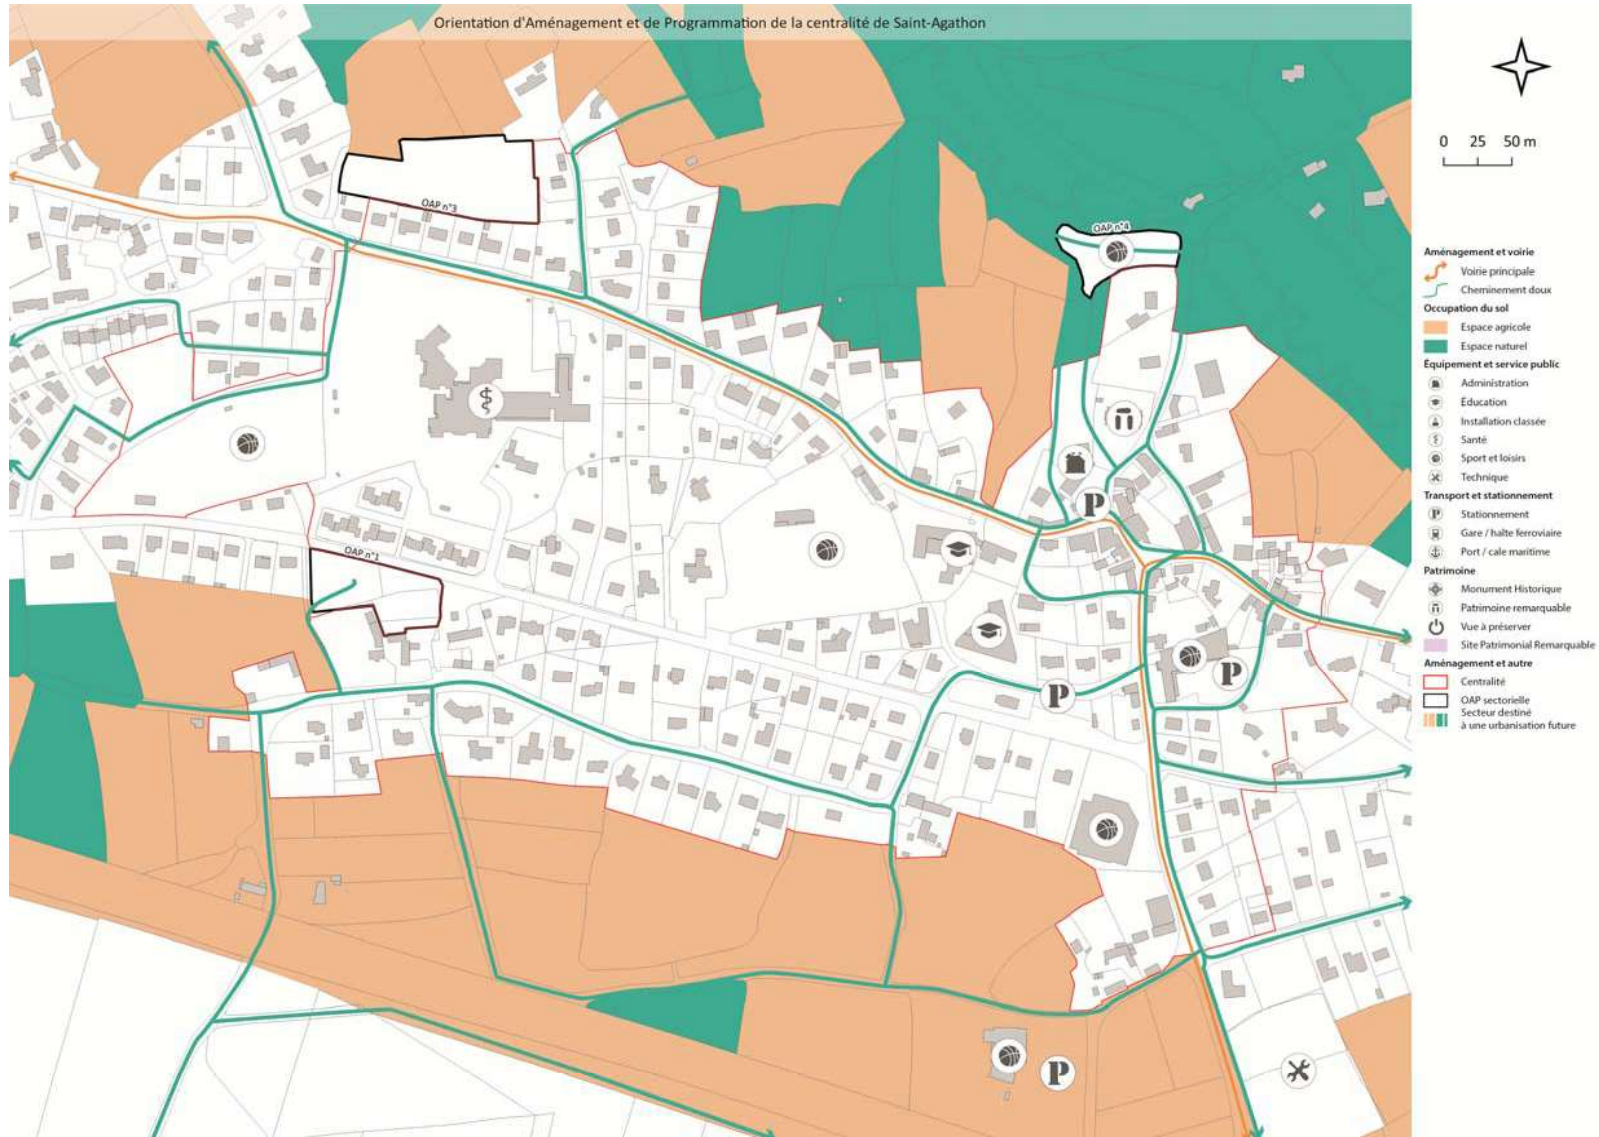 Orientation d'Aménagement et de Programmation de la centralité de Saint-Agathon
0 25 50 m
OAP n°3
OAP n°4
OAP n°1
P
P
P
P
Aménagement et voirie
Voirie principale
Cheminement doux
Occupation du sol
Espace agricole
Espace naturel
Équipement et service public
Administration
Éducation
Installation classée
Santé
Sport et loisirs
Technique
Transport et stationnement
P Stationnement
Gare / halte ferroviaire
Port / cale maritime
Patrimoine
Monument Historique
Patrimoine remarquable
Vue à préserver
Site Patrimonial Remarquable
Aménagement et autre
Centralité
OAP sectorielle
Secteur destiné
à une urbanisation future